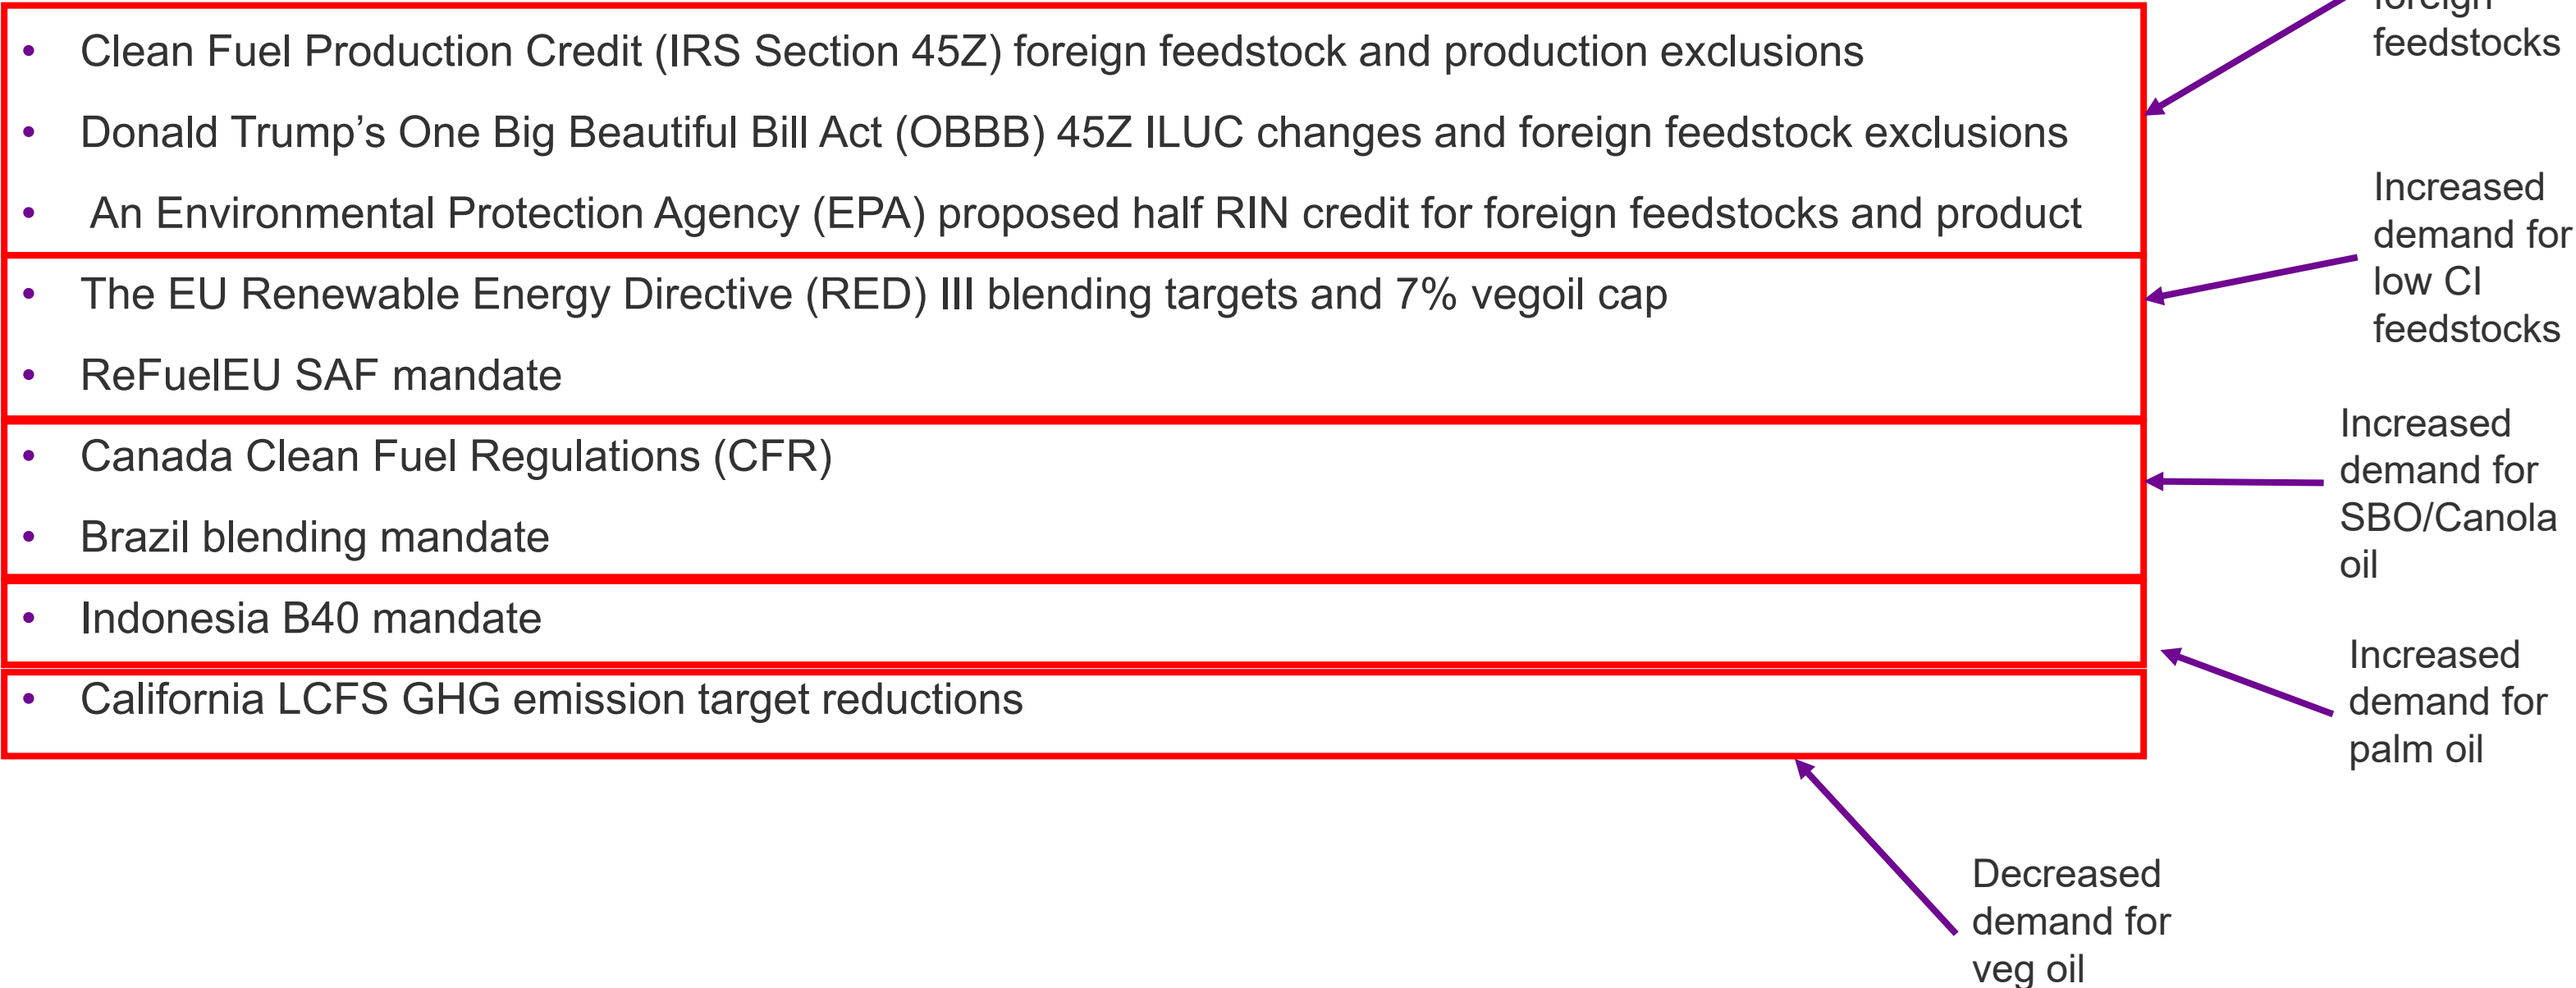 • Clean Fuel Production Credit (IRS Section 45Z) foreign feedstock and production exclusions
• Donald Trump’s One Big Beautiful Bill Act (OBBB) 45Z ILUC changes and foreign feedstock exclusions
• An Environmental Protection Agency (EPA) proposed half RIN credit for foreign feedstocks and product
• The EU Renewable Energy Directive (RED) III blending targets and 7% vegoil cap
• ReFuelEU SAF mandate
• Canada Clean Fuel Regulations (CFR)
• Brazil blending mandate
• Indonesia B40 mandate
• California LCFS GHG emission target reductions
foreign
feedstocks
Increased
demand for
low CI
feedstocks
Increased
demand for
SBO/Canola
oil
Increased
demand for
palm oil
Decreased
demand for
veg oil